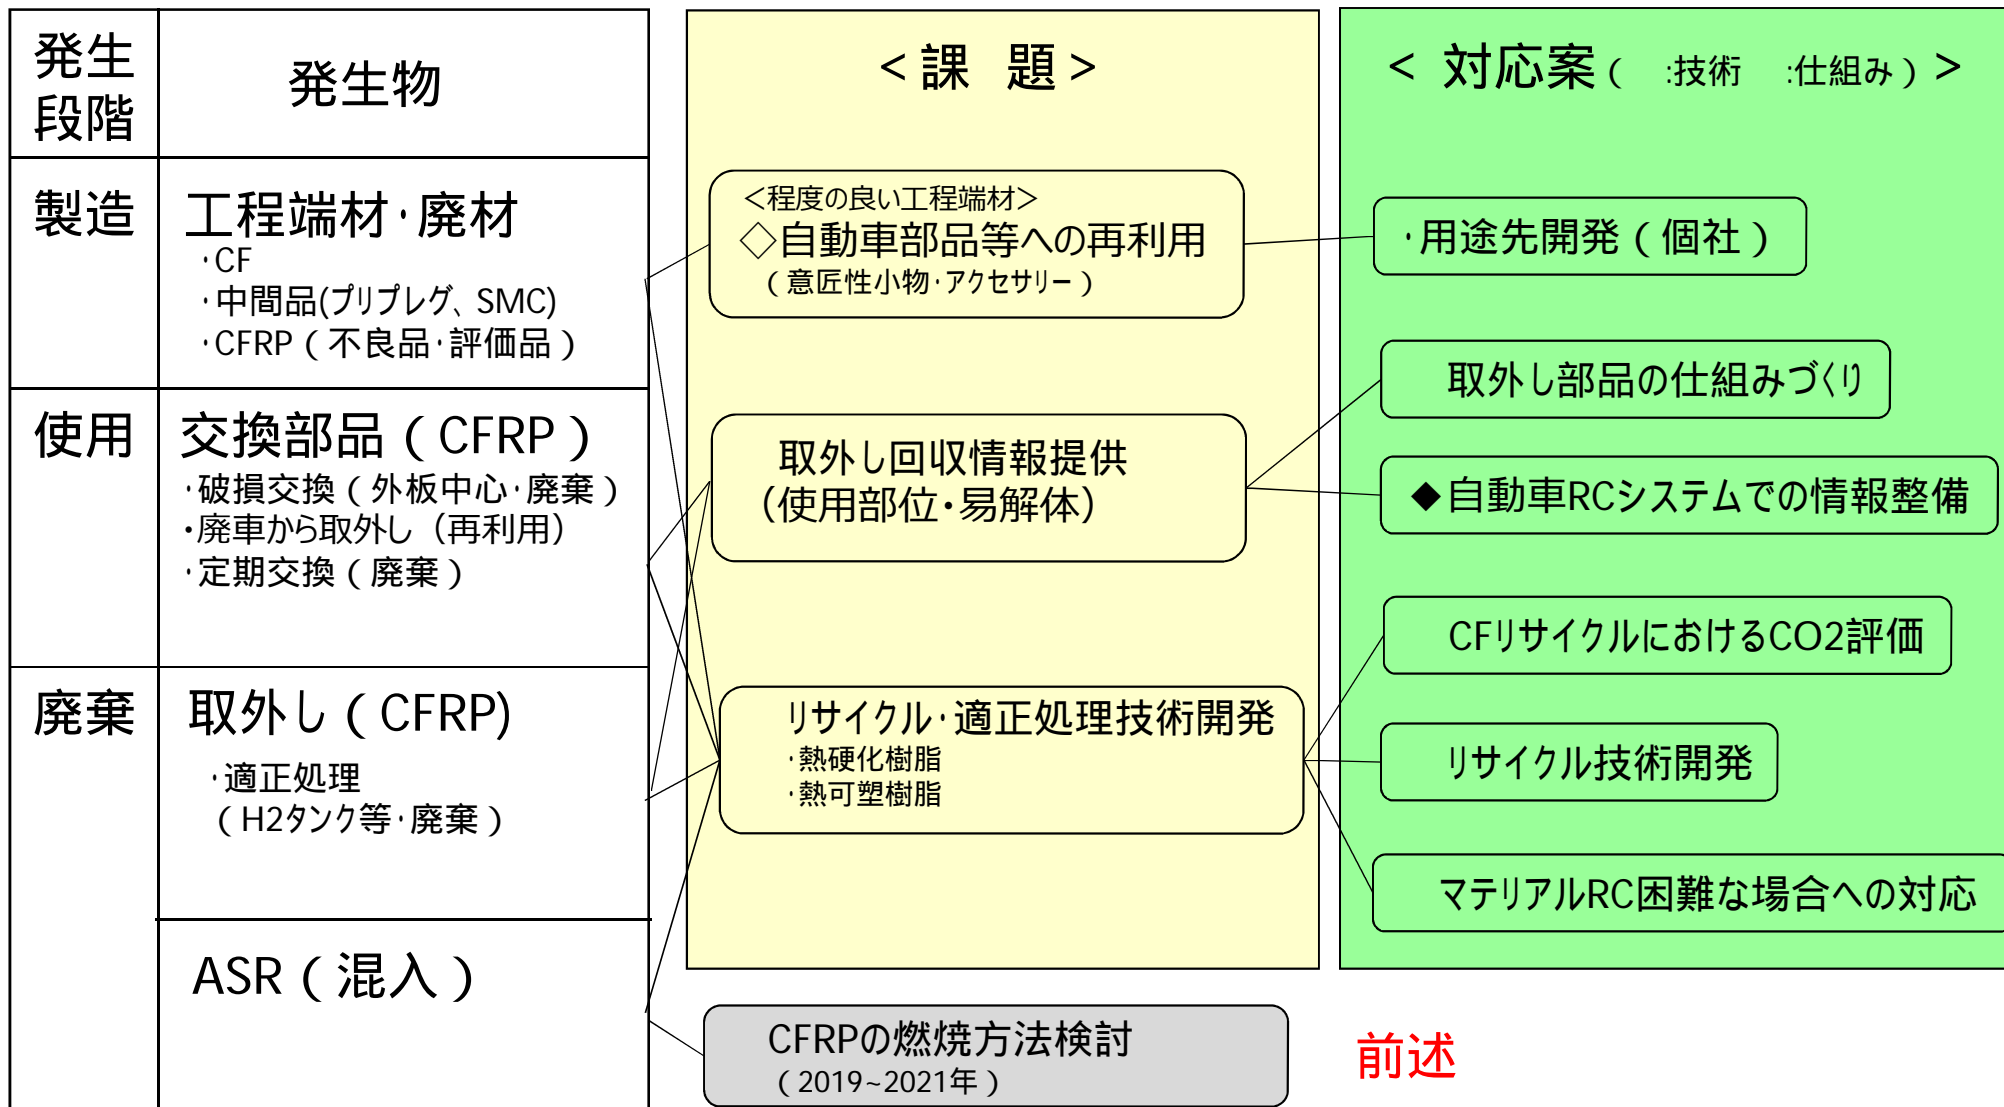 発生
段階
発生物
製造
工程端材・廃材
・CF
・中間品(プリプレグ、SMC)
・CFRP(不良品・評価品)
使用
交換部品(CFRP)
・破損交換(外板中心・廃棄)
・廃車から取外し(再利用)
・定期交換(廃棄)
廃棄
取外し(CFRP)
・適正処理
(H2タンク等・廃棄)
ASR(混入)
<課 題>
<程度の良い工程端材>
◇自動車部品等への再利用
(意匠性小物・アクセサリー)
取外し回収情報提供
(使用部位・易解体)
リサイクル・適正処理技術開発
・熱硬化樹脂
・熱可塑樹脂
CFRPの燃焼方法検討
(2019~2021年)
< 対応案( :技術 :仕組み)>
・用途先開発(個社)
取外し部品の仕組みづくり
◆自動車RCシステムでの情報整備
CFリサイクルにおけるCO2評価
リサイクル技術開発
マテリアルRC困難な場合への対応
前述